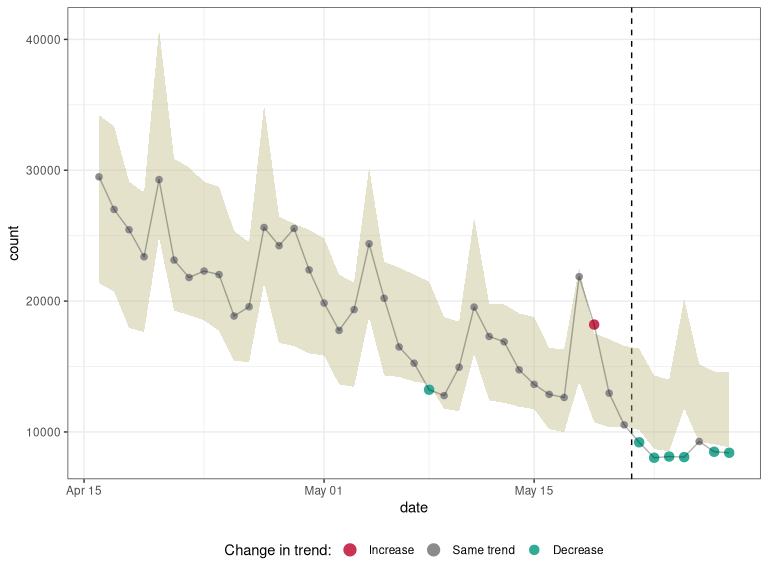 40000
30000
20000
10000
count
Apr 15
May 01
May 15
date
Change in trend: Increase Same trend Decrease